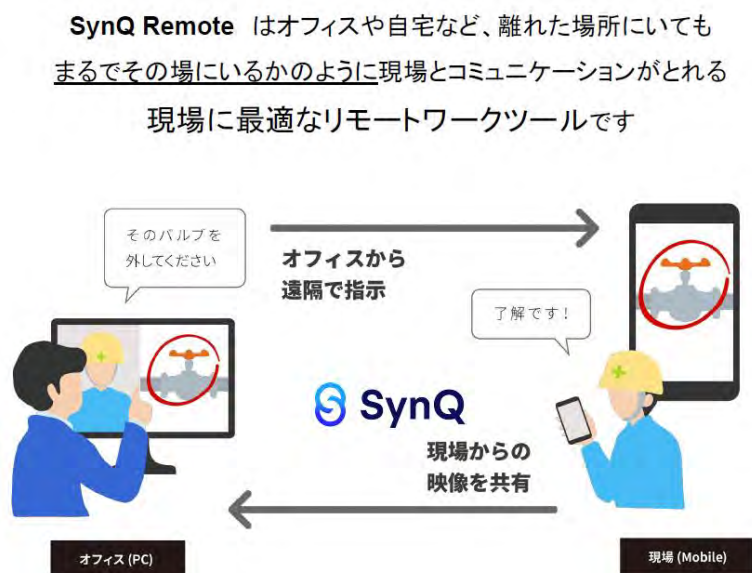 SynQ Remote はオフィスや自宅など、離れた場所にいても
まるでその場にいるかのように現場とコミュニケーションがとれる
現場に最適なリモートワークツールです
そのバルブを
外してください
オフィスから
遠隔で指示
了解です!
SynQ
現場からの
映像を共有
オフィス (PC)
現場 (Mobile)